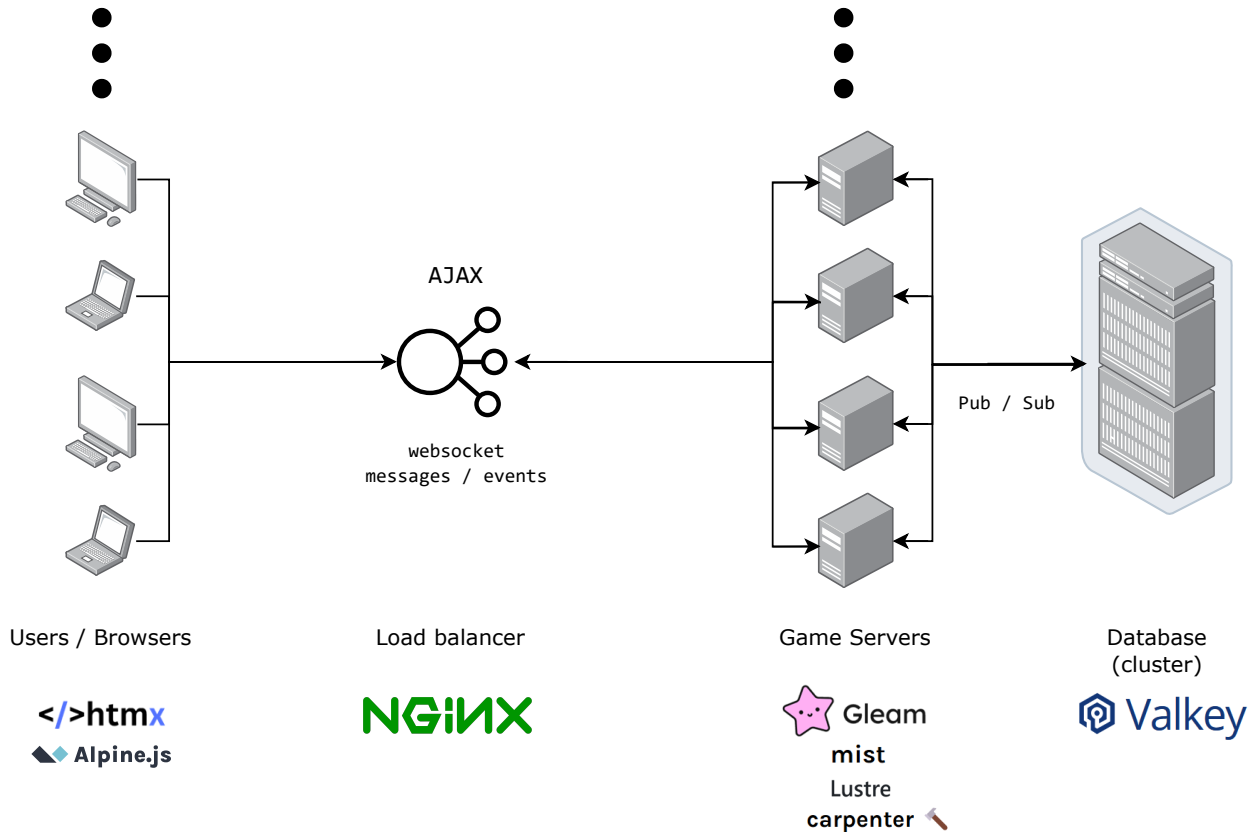 AJAX
websocket
messages / events
Pub / Sub
Users / Browsers
Load balancer
Game Servers
Database
(cluster)
</>htmx
Alpine.js
NGiNX
Gleam
mist
Lustre
carpenter
Valkey